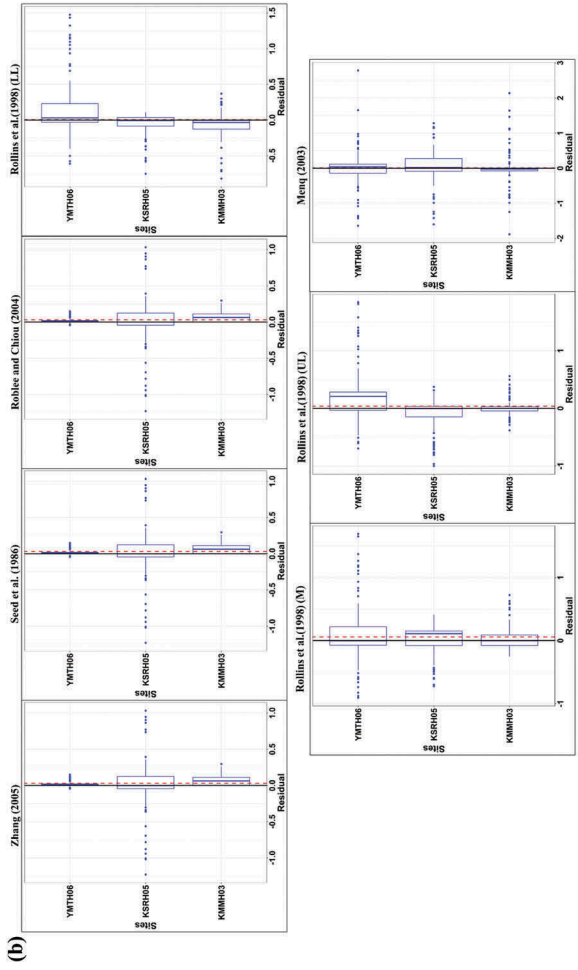 (b)
Zhang (2005)
YMTH06
KSRH05
KMMH03
Sites
-1.0 -0.5 0.0 0.5 1.0
Residual
Seed et al. (1986)
YMTH06
KSRH05
KMMH03
Sites
-1.0 -0.5 0.0 0.5 1.0
Residual
Roblee and Chiou (2004)
YMTH06
KSRH05
KMMH03
Sites
-1.0 -0.5 0.0 0.5 1.0
Residual
Rollins et al.(1998) (LL)
YMTH06
KSRH05
KMMH03
Sites
-0.5 0.0 0.5 1.0 1.5
Residual
Rollins et al.(1998) (M)
YMTH06
KSRH05
KMMH03
Sites
-1 0 1
Residual
Rollins et al.(1998) (UL)
YMTH06
KSRH05
KMMH03
Sites
-1 0 1
Residual
Menq (2003)
YMTH06
KSRH05
KMMH03
Sites
-2 -1 0 1 2 3
Residual